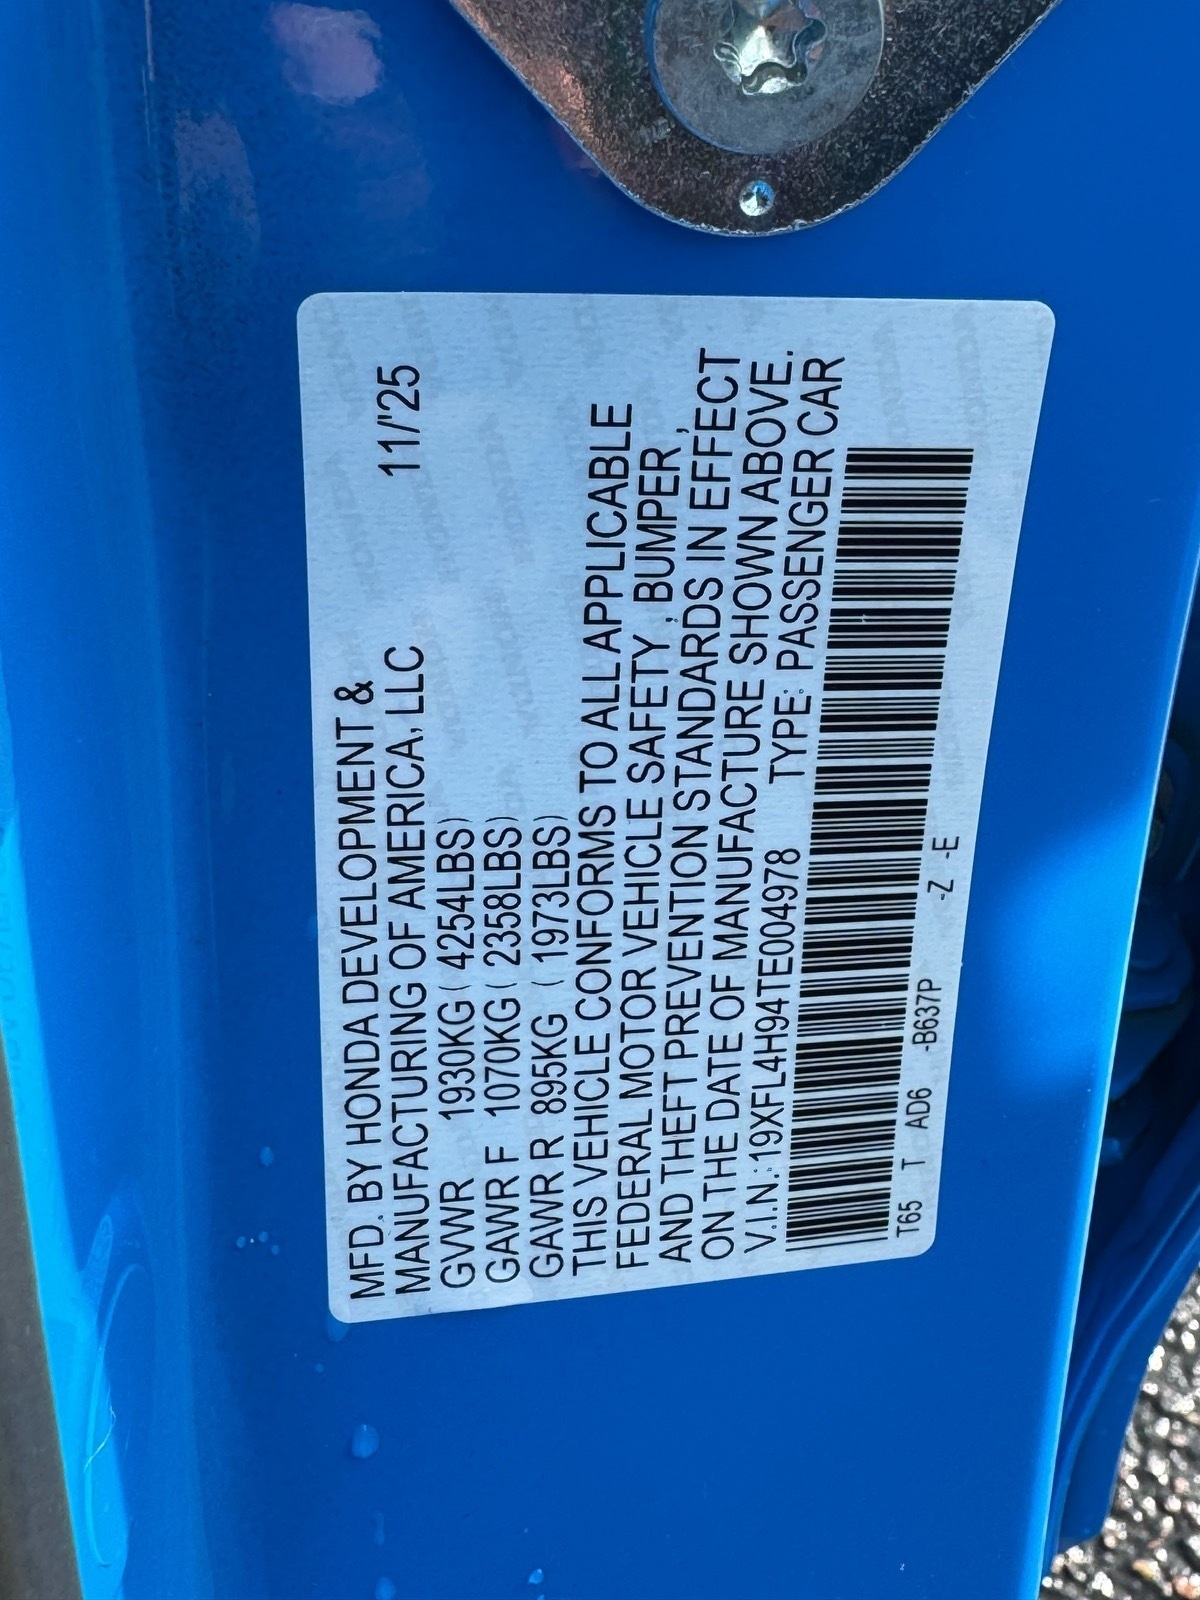 MFD. BY HONDA DEVELOPMENT &
MANUFACTURING OF AMERICA, LLC 11/'25
GVWR 1930KG ( 4254LBS)
GAWR F 1070KG ( 2358LBS)
GAWR R 895KG ( 1973LBS)
THIS VEHICLE CONFORMS TO ALL APPLICABLE
FEDERAL MOTOR VEHICLE SAFETY , BUMPER ,
AND THEFT PREVENTION STANDARDS IN EFFECT
ON THE DATE OF MANUFACTURE SHOWN ABOVE.
V.I.N.: 19XFL4H94TE004978 TYPE: PASSENGER CAR
T65 T AD6 -B637P -Z -E